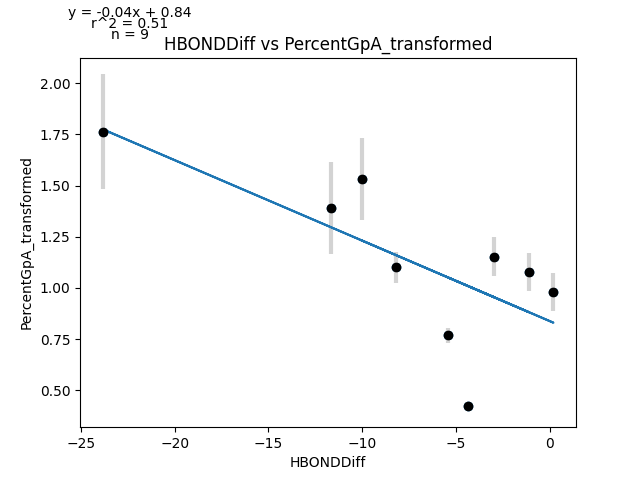 y = -0.04x + 0.84
r^2 = 0.51
n = 9
HBONDDiff vs PercentGpA_transformed
PercentGpA_transformed
2.00
1.75
1.50
1.25
1.00
0.75
0.50
−25
−20
−15
−10
−5
0
HBONDDiff